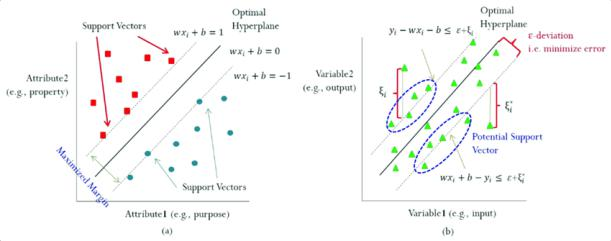 Support Vectors
wxᵢ + b = 1
Optimal
Hyperplane
wxᵢ + b = 0
wxᵢ + b = −1
Attribute2
(e.g., property)
Maximized Margin
Support Vectors
Attribute1 (e.g., purpose)
(a)
yᵢ − wxᵢ − b ≤ ε+ξᵢ
Optimal
Hyperplane
ε-deviation
i.e. minimize error
Variable2
(e.g., output)
ξᵢ
ξᵢ*
Potential Support
Vector
wxᵢ + b − yᵢ ≤ ε+ξᵢ*
Variable1 (e.g., input)
(b)